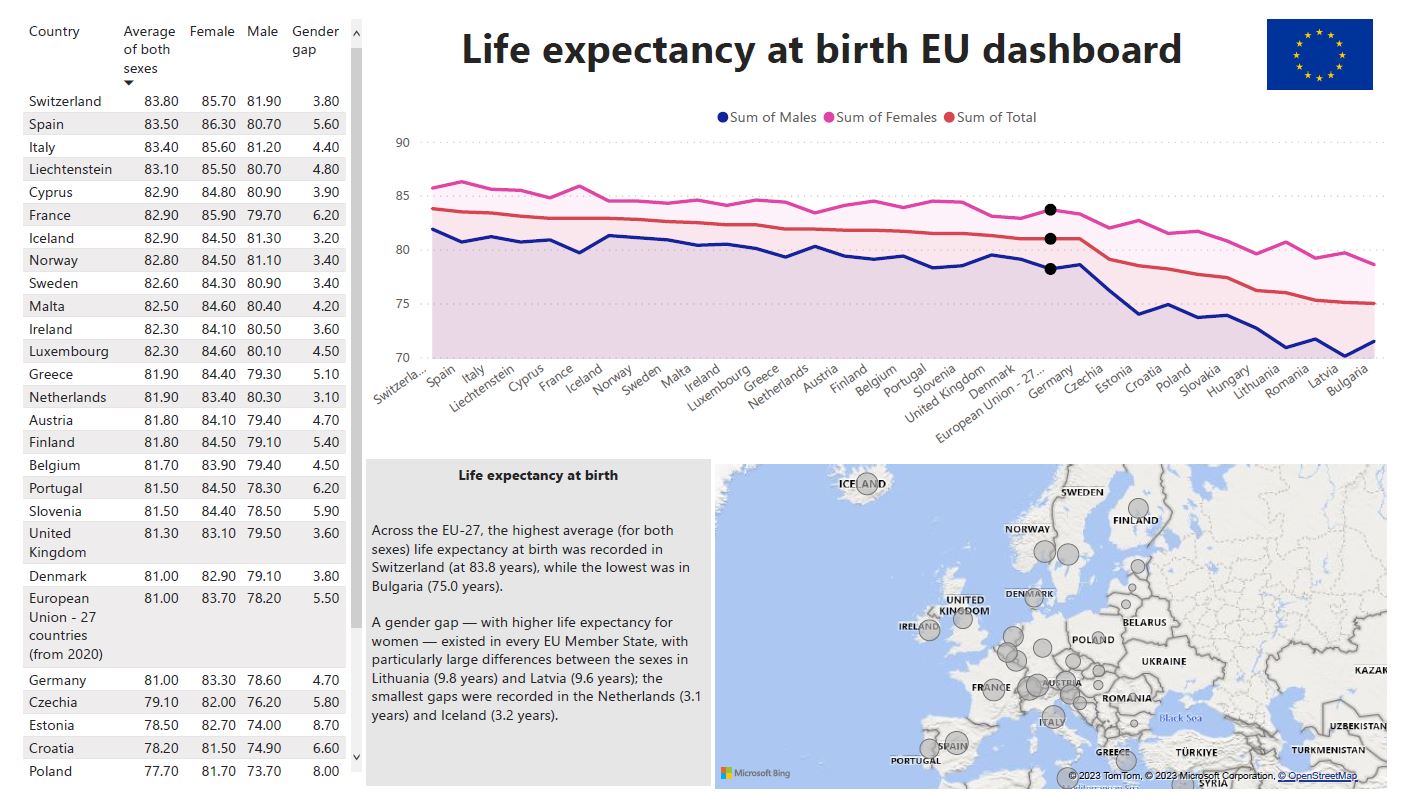 Life expectancy at birth EU dashboard
Country Average of both sexes Female Male Gender gap
Switzerland 83.80 85.70 81.90 3.80
Spain 83.50 86.30 80.70 5.60
Italy 83.40 85.60 81.20 4.40
Liechtenstein 83.10 85.50 80.70 4.80
Cyprus 82.90 84.80 80.90 3.90
France 82.90 85.90 79.70 6.20
Iceland 82.90 84.50 81.30 3.20
Norway 82.80 84.50 81.10 3.40
Sweden 82.60 84.30 80.90 3.40
Malta 82.50 84.60 80.40 4.20
Ireland 82.30 84.10 80.50 3.60
Luxembourg 82.30 84.60 80.10 4.50
Greece 81.90 84.40 79.30 5.10
Netherlands 81.90 83.40 80.30 3.10
Austria 81.80 84.10 79.40 4.70
Finland 81.80 84.50 79.10 5.40
Belgium 81.70 83.90 79.40 4.50
Portugal 81.50 84.50 78.30 6.20
Slovenia 81.50 84.40 78.50 5.90
United Kingdom 81.30 83.10 79.50 3.60
Denmark 81.00 82.90 79.10 3.80
European Union - 27 countries (from 2020) 81.00 83.70 78.20 5.50
Germany 81.00 83.30 78.60 4.70
Czechia 79.10 82.00 76.20 5.80
Estonia 78.50 82.70 74.00 8.70
Croatia 78.20 81.50 74.90 6.60
Poland 77.70 81.70 73.70 8.00
Sum of Males Sum of Females Sum of Total
90
85
80
75
70
Switzerla...
Spain
Italy
Liechtenstein
Cyprus
France
Iceland
Norway
Sweden
Malta
Ireland
Luxembourg
Greece
Netherlands
Austria
Finland
Belgium
Portugal
Slovenia
United Kingdom
Denmark
European Union - 27...
Germany
Czechia
Estonia
Croatia
Poland
Slovakia
Hungary
Lithuania
Romania
Latvia
Bulgaria
Life expectancy at birth
Across the EU-27, the highest average (for both
sexes) life expectancy at birth was recorded in
Switzerland (at 83.8 years), while the lowest was in
Bulgaria (75.0 years).
A gender gap — with higher life expectancy for
women — existed in every EU Member State, with
particularly large differences between the sexes in
Lithuania (9.8 years) and Latvia (9.6 years); the
smallest gaps were recorded in the Netherlands (3.1
years) and Iceland (3.2 years).
ICELAND
SWEDEN
FINLAND
NORWAY
DENMARK
UNITED
KINGDOM
IRELAND
BELARUS
POLAND
UKRAINE
KAZAK
FRANCE
AUSTRIA
ROMANIA
ITALY
Black Sea
UZBEKISTAN
SPAIN
PORTUGAL
GREECE
TÜRKIYE
TURKMENISTAN
Microsoft Bing
© 2023 TomTom, © 2023 Microsoft Corporation, © OpenStreetMap
SYRIA